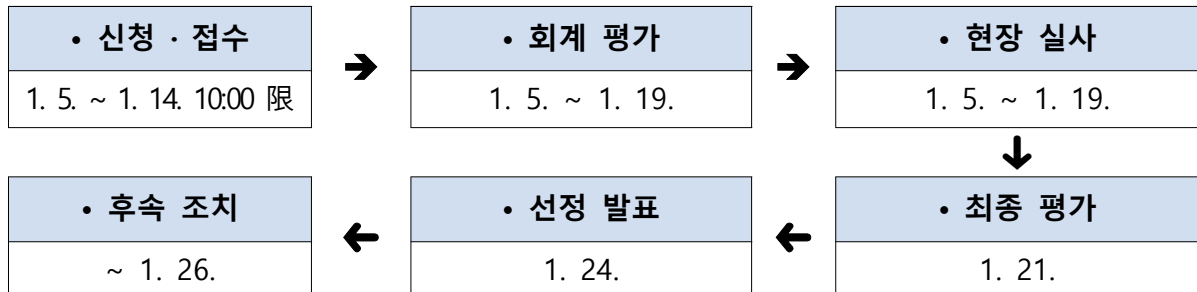 • 신청 · 접수
1. 5. ~ 1. 14. 10:00 限
➔
• 회계 평가
1. 5. ~ 1. 19.
➔
• 현장 실사
1. 5. ~ 1. 19.
• 최종 평가
1. 21.
• 선정 발표
1. 24.
• 후속 조치
~ 1. 26.